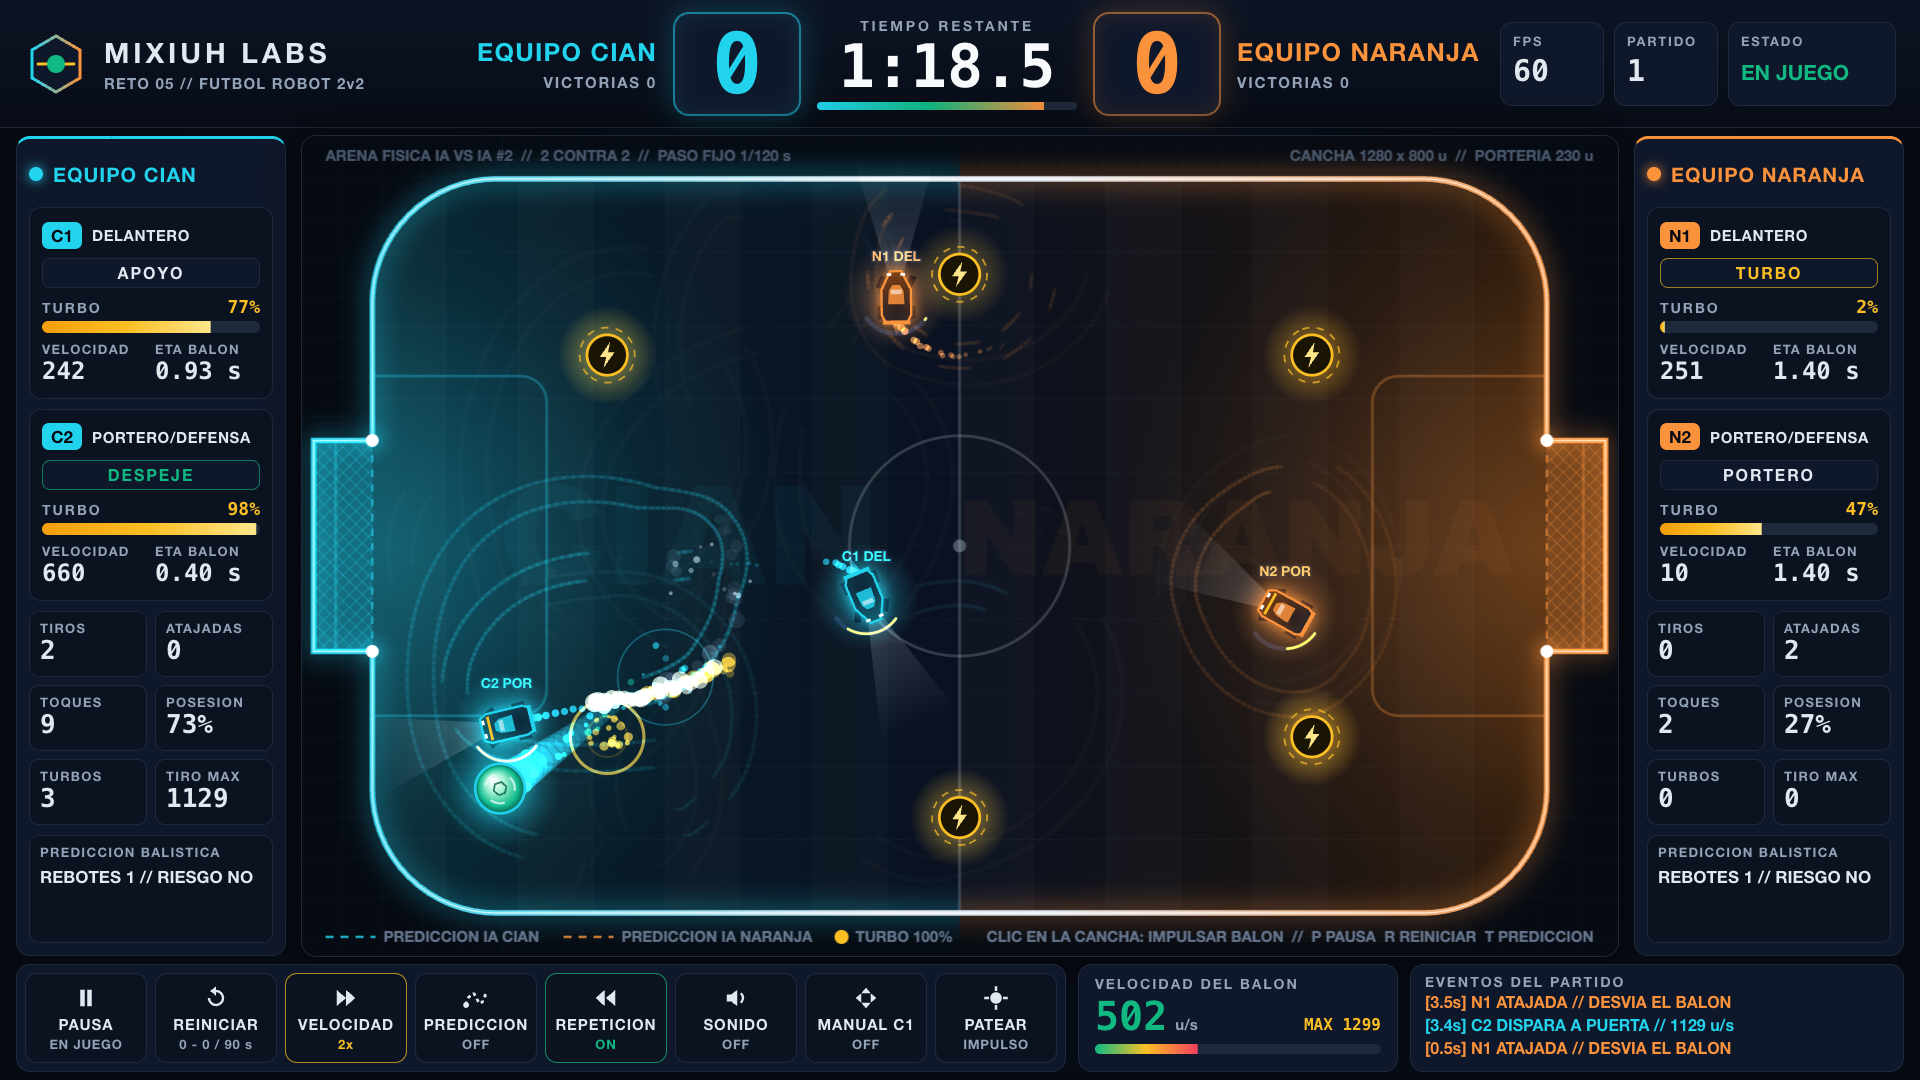 MIXIUH LABS
RETO 05 // FUTBOL ROBOT 2v2
EQUIPO CIAN
VICTORIAS 0
0
TIEMPO RESTANTE
1:18.5
0
EQUIPO NARANJA
VICTORIAS 0
FPS
60
PARTIDO
1
ESTADO
EN JUEGO
EQUIPO CIAN
C1 DELANTERO
APOYO
TURBO 77%
VELOCIDAD ETA BALON
242 0.93 s
C2 PORTERO/DEFENSA
DESPEJE
TURBO 98%
VELOCIDAD ETA BALON
660 0.40 s
TIROS ATAJADAS
2 0
TOQUES POSESION
9 73%
TURBOS TIRO MAX
3 1129
PREDICCION BALISTICA
REBOTES 1 // RIESGO NO
ARENA FISICA IA VS IA #2 // 2 CONTRA 2 // PASO FIJO 1/120 s
CANCHA 1280 x 800 u // PORTERIA 230 u
N1 DEL
CIAN NARANJA
C1 DEL
N2 POR
C2 POR
PREDICCION IA CIAN
PREDICCION IA NARANJA
TURBO 100%
CLIC EN LA CANCHA: IMPULSAR BALON // P PAUSA R REINICIAR T PREDICCION
EQUIPO NARANJA
N1 DELANTERO
TURBO
TURBO 2%
VELOCIDAD ETA BALON
251 1.40 s
N2 PORTERO/DEFENSA
PORTERO
TURBO 47%
VELOCIDAD ETA BALON
10 1.40 s
TIROS ATAJADAS
0 2
TOQUES POSESION
2 27%
TURBOS TIRO MAX
0 0
PREDICCION BALISTICA
REBOTES 1 // RIESGO NO
PAUSA
EN JUEGO
REINICIAR
0 - 0 / 90 s
VELOCIDAD
2x
PREDICCION
OFF
REPETICION
ON
SONIDO
OFF
MANUAL C1
OFF
PATEAR
IMPULSO
VELOCIDAD DEL BALON
502 u/s MAX 1299
EVENTOS DEL PARTIDO
[3.5s] N1 ATAJADA // DESVIA EL BALON
[3.4s] C2 DISPARA A PUERTA // 1129 u/s
[0.5s] N1 ATAJADA // DESVIA EL BALON